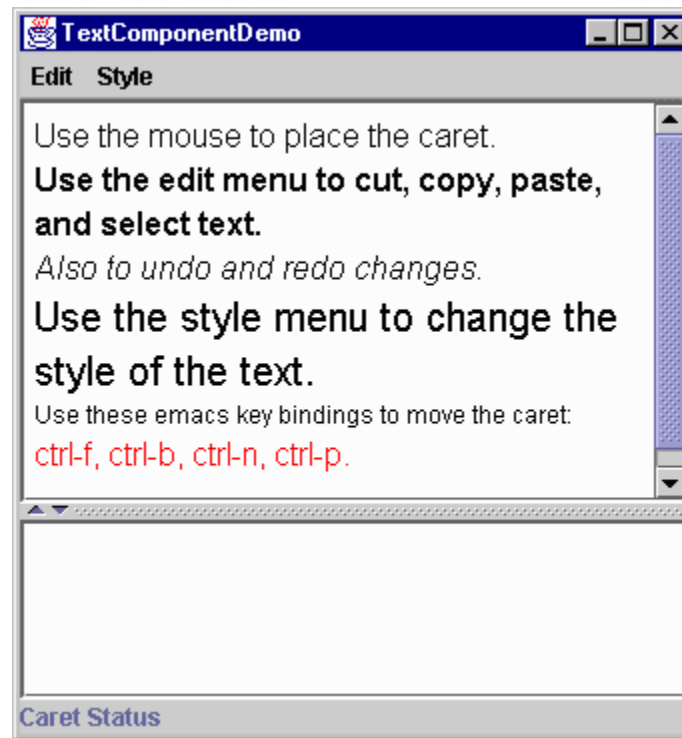 TextComponentDemo
Edit Style
Use the mouse to place the caret.
Use the edit menu to cut, copy, paste,
and select text.
Also to undo and redo changes.
Use the style menu to change the
style of the text.
Use these emacs key bindings to move the caret:
ctrl-f, ctrl-b, ctrl-n, ctrl-p.
Caret Status